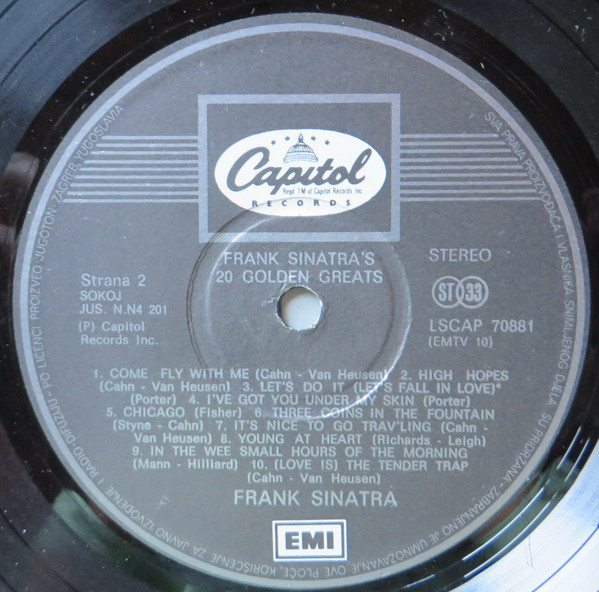 SVA PRAVA PROIZVOĐAČA I VLASNIKA SNIMLJENOG DJELA SU PRIDRŽANA - ZABRANJENO JE UMNOŽAVANJE OVE PLOČE, KORIŠĆENJE ZA JAVNO IZVOĐENJE I RADIO DIFUZIJU - PO LICENCI PROIZVEO JUGOTON, ZAGREB, YUGOSLAVIA
Capitol
Regd. TM of Capitol Records Inc.
RECORDS
FRANK SINATRA'S
20 GOLDEN GREATS
STEREO
Strana 2
SOKOJ
JUS. N.N4 201
(P) Capitol
Records Inc.
ST 33
LSCAP 70881
(EMTV 10)
1. COME FLY WITH ME (Cahn - Van Heusen) 2. HIGH HOPES
(Cahn - Van Heusen) 3. LET'S DO IT (LET'S FALL IN LOVE)*
(Porter) 4. I'VE GOT YOU UNDER MY SKIN (Porter)
5. CHICAGO (Fisher) 6. THREE COINS IN THE FOUNTAIN
(Styne - Cahn) 7. IT'S NICE TO GO TRAV'LING (Cahn -
Van Heusen) 8. YOUNG AT HEART (Richards - Leigh)
9. IN THE WEE SMALL HOURS OF THE MORNING
(Mann - Hilliard) 10. (LOVE IS) THE TENDER TRAP
(Cahn - Van Heusen)
FRANK SINATRA
EMI